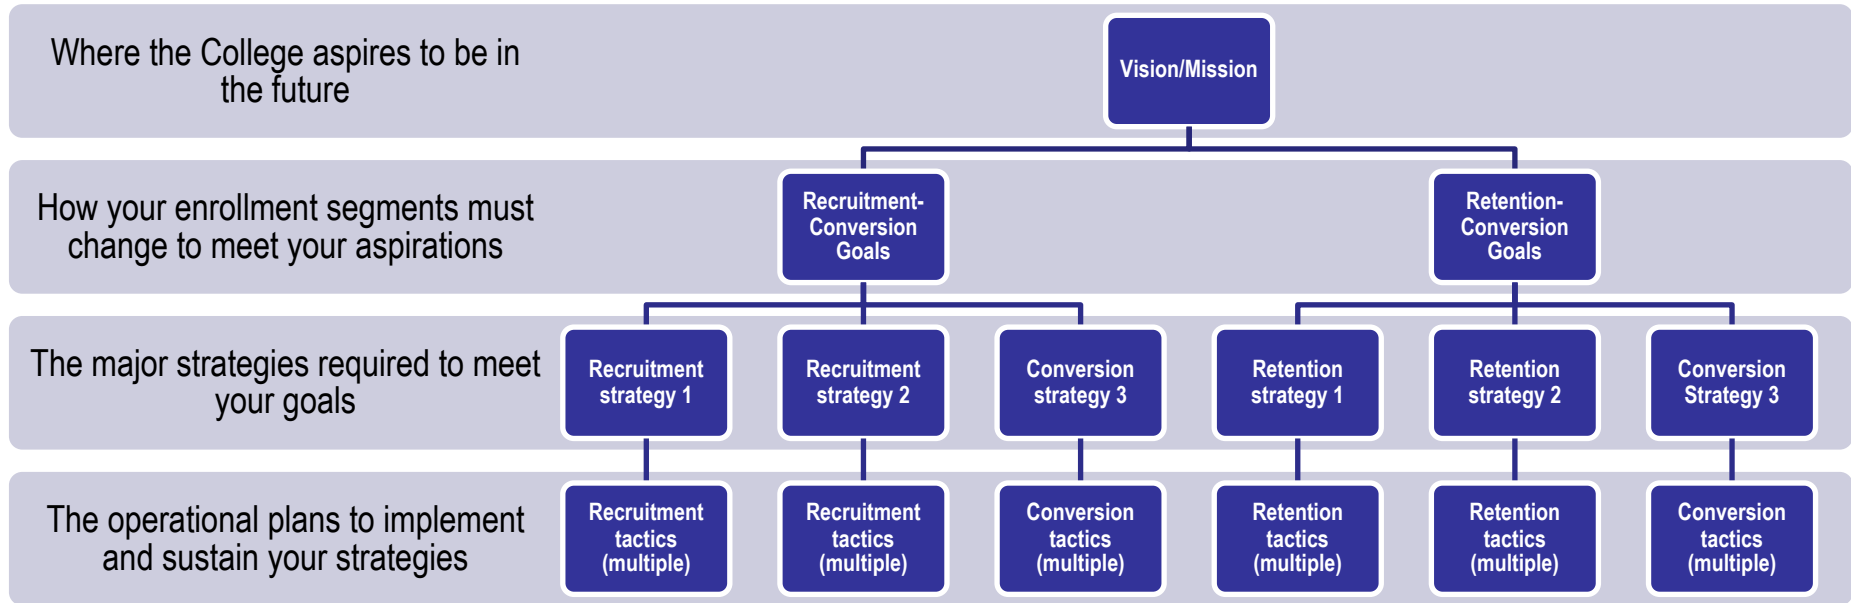 Where the College aspires to be in
the future
Vision/Mission
How your enrollment segments must
change to meet your aspirations
Recruitment-
Conversion
Goals
Retention-
Conversion
Goals
The major strategies required to meet
your goals
Recruitment
strategy 1
Recruitment
strategy 2
Conversion
strategy 3
Retention
strategy 1
Retention
strategy 2
Conversion
Strategy 3
The operational plans to implement
and sustain your strategies
Recruitment
tactics
(multiple)
Recruitment
tactics
(multiple)
Conversion
tactics
(multiple)
Retention
tactics
(multiple)
Retention
tactics
(multiple)
Conversion
tactics
(multiple)